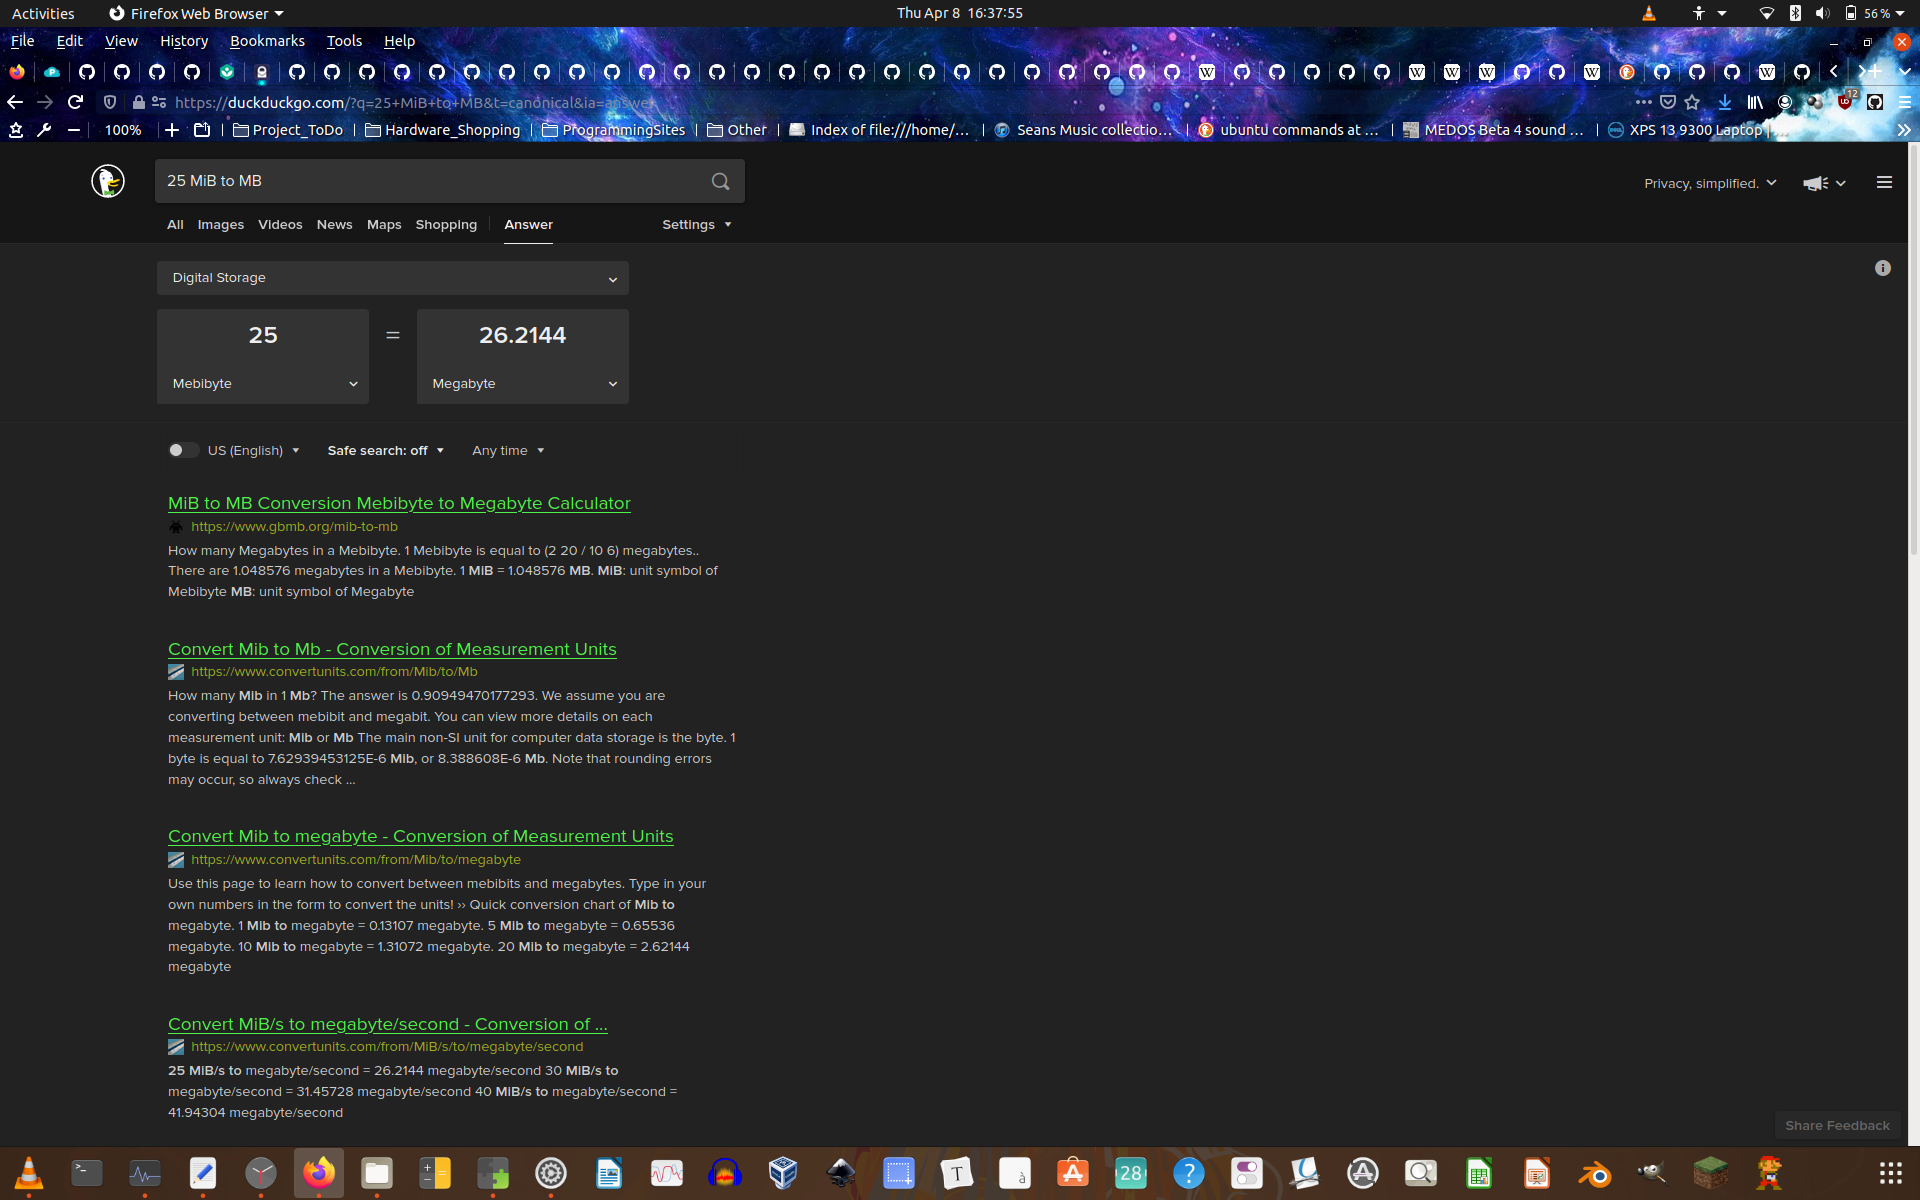 Activities
Firefox Web Browser
Thu Apr 8 16:37:55
56 %
File Edit View History Bookmarks Tools Help
https://duckduckgo.com/?q=25+MiB+to+MB&t=canonical&ia=answer
12
100%
Project_ToDo
Hardware_Shopping
ProgrammingSites
Other
Index of file:///home/...
Seans Music collectio...
ubuntu commands at ...
MEDOS Beta 4 sound ...
XPS 13 9300 Laptop | ...
25 MiB to MB
Privacy, simplified.
All Images Videos News Maps Shopping Answer Settings
Digital Storage
25 = 26.2144
Mebibyte Megabyte
US (English) Safe search: off Any time
MiB to MB Conversion Mebibyte to Megabyte Calculator
https://www.gbmb.org/mib-to-mb
How many Megabytes in a Mebibyte. 1 Mebibyte is equal to (2 20 / 10 6) megabytes..
There are 1.048576 megabytes in a Mebibyte. 1 MiB = 1.048576 MB. MiB: unit symbol of
Mebibyte MB: unit symbol of Megabyte
Convert Mib to Mb - Conversion of Measurement Units
https://www.convertunits.com/from/Mib/to/Mb
How many Mib in 1 Mb? The answer is 0.90949470177293. We assume you are
converting between mebibit and megabit. You can view more details on each
measurement unit: Mib or Mb The main non-SI unit for computer data storage is the byte. 1
byte is equal to 7.62939453125E-6 Mib, or 8.388608E-6 Mb. Note that rounding errors
may occur, so always check ...
Convert Mib to megabyte - Conversion of Measurement Units
https://www.convertunits.com/from/Mib/to/megabyte
Use this page to learn how to convert between mebibits and megabytes. Type in your
own numbers in the form to convert the units! ›› Quick conversion chart of Mib to
megabyte. 1 Mib to megabyte = 0.13107 megabyte. 5 Mib to megabyte = 0.65536
megabyte. 10 Mib to megabyte = 1.31072 megabyte. 20 Mib to megabyte = 2.62144
megabyte
Convert MiB/s to megabyte/second - Conversion of ...
https://www.convertunits.com/from/MiB/s/to/megabyte/second
25 MiB/s to megabyte/second = 26.2144 megabyte/second 30 MiB/s to
megabyte/second = 31.45728 megabyte/second 40 MiB/s to megabyte/second =
41.94304 megabyte/second
Share Feedback